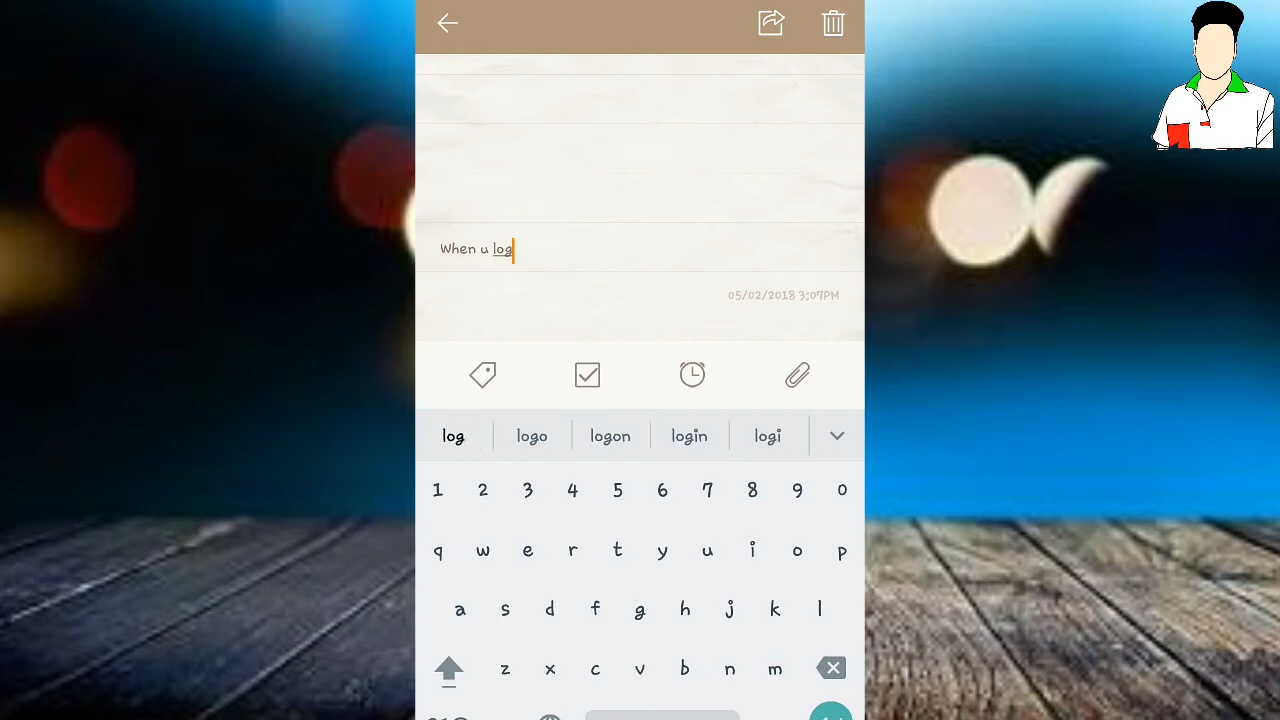 When u log
05/02/2018 3:07PM
log logo logon login logi
1 2 3 4 5 6 7 8 9 0
q w e r t y u i o p
a s d f g h j k l
z x c v b n m